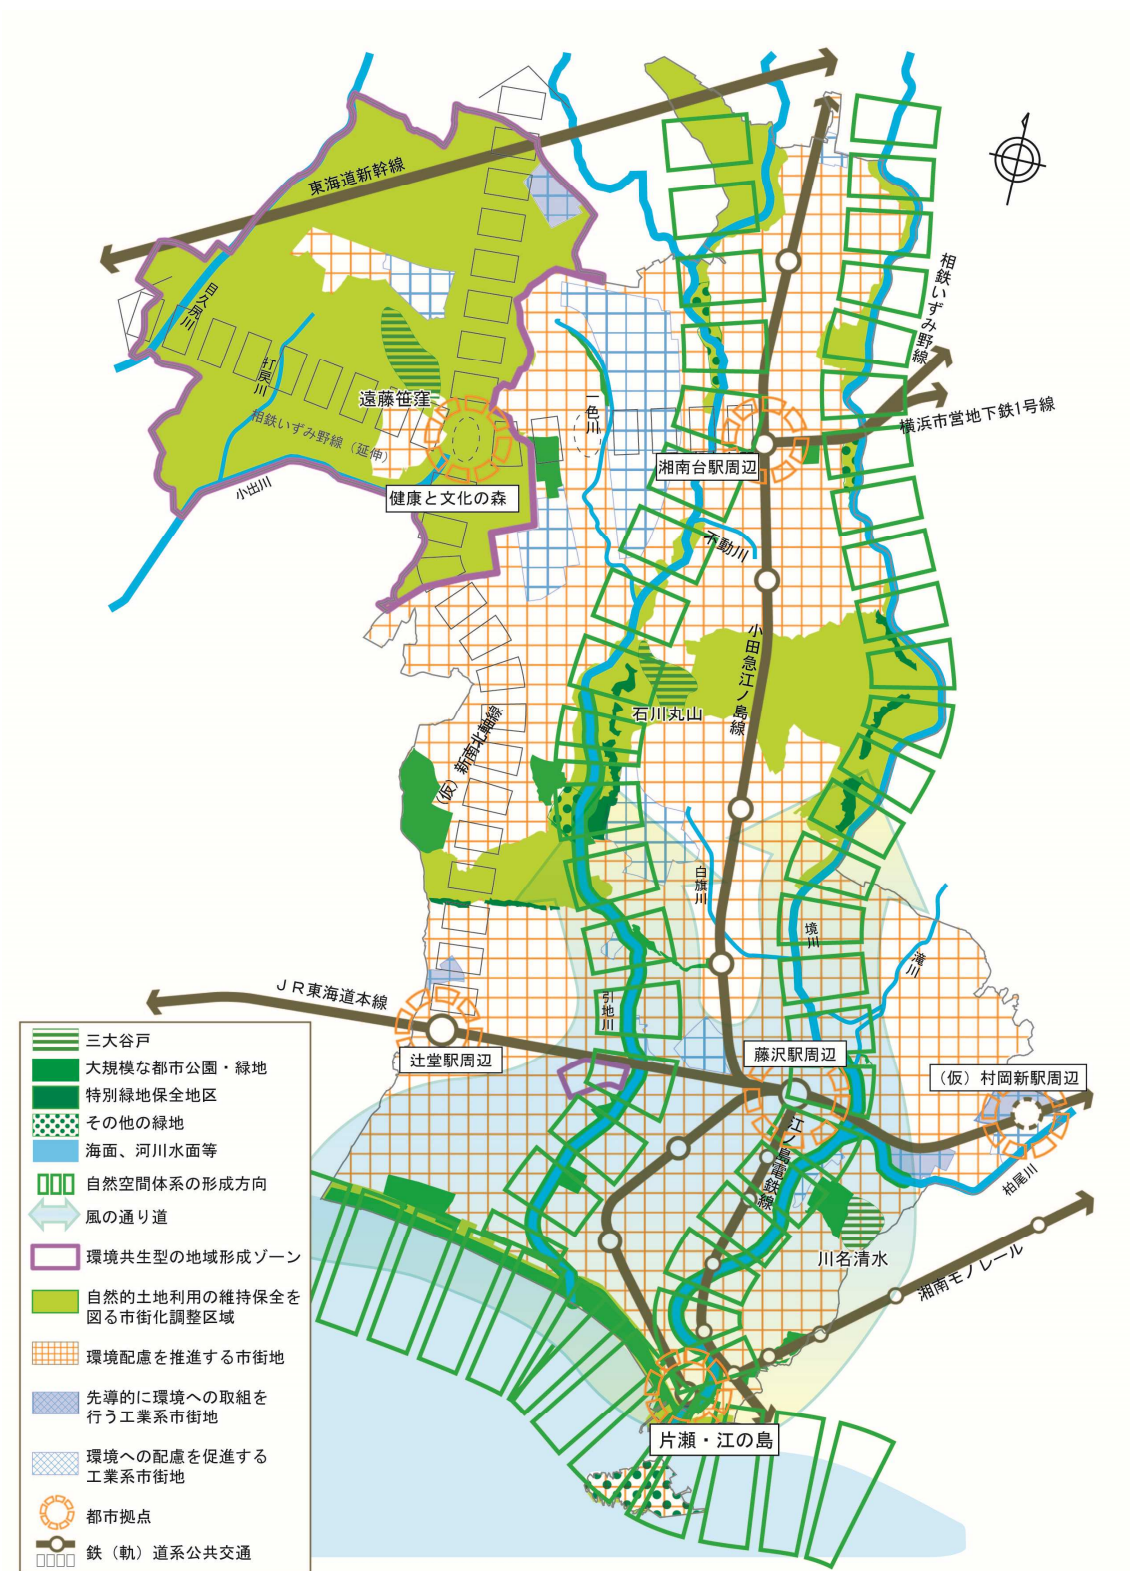 東海道新幹線
目久尻川
打戻川
相鉄いずみ野線
遠藤笹窪
一色川
横浜市営地下鉄1号線
相鉄いずみ野線（延伸）
湘南台駅周辺
小出川
健康と文化の森
不動川
小田急江ノ島線
石川丸山
（仮）新南北軸線
白旗川
境川
滝川
ＪＲ東海道本線
引地川
辻堂駅周辺
藤沢駅周辺
（仮）村岡新駅周辺
江ノ島電鉄線
柏尾川
川名清水
湘南モノレール
片瀬・江の島
三大谷戸
大規模な都市公園・緑地
特別緑地保全地区
その他の緑地
海面、河川水面等
自然空間体系の形成方向
風の通り道
環境共生型の地域形成ゾーン
自然的土地利用の維持保全を
図る市街化調整区域
環境配慮を推進する市街地
先導的に環境への取組を
行う工業系市街地
環境への配慮を促進する
工業系市街地
都市拠点
鉄（軌）道系公共交通